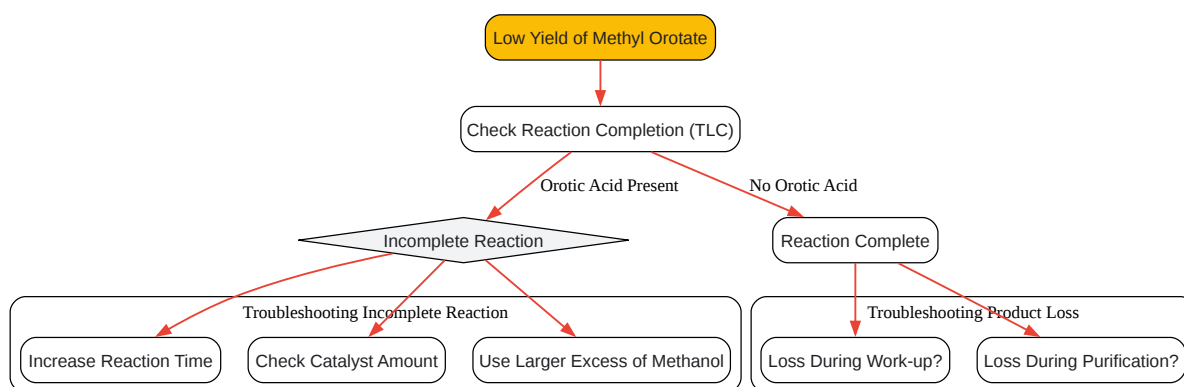 Low Yield of Methyl Orotate
Check Reaction Completion (TLC)
Orotic Acid Present
No Orotic Acid
Incomplete Reaction
Reaction Complete
Troubleshooting Incomplete Reaction
Troubleshooting Product Loss
Increase Reaction Time
Check Catalyst Amount
Use Larger Excess of Methanol
Loss During Work-up?
Loss During Purification?